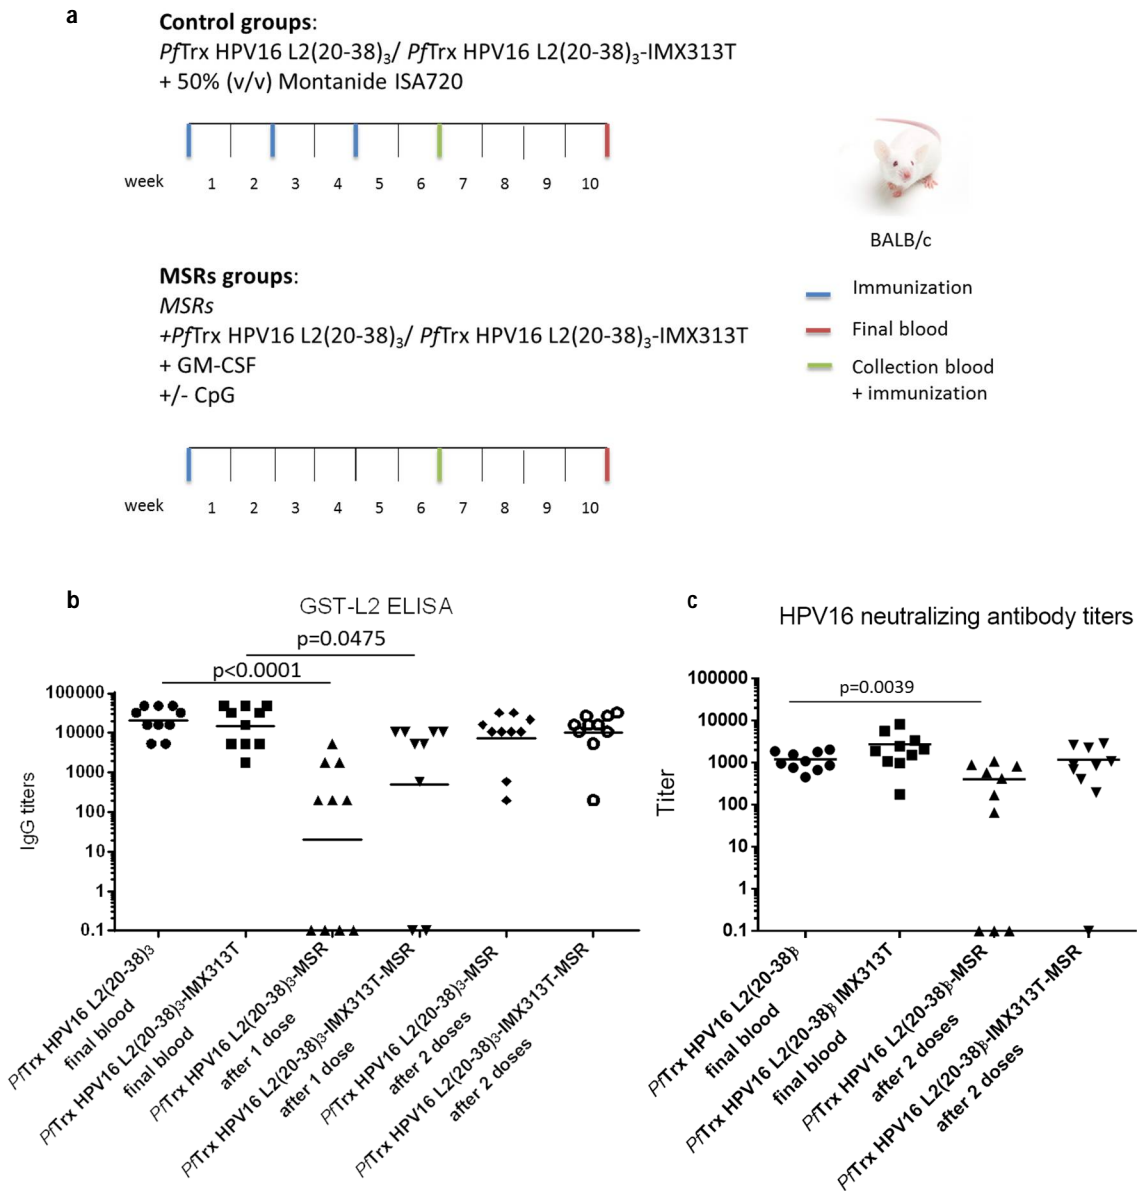 a
Control groups:
PfTrx HPV16 L2(20-38)₃/ PfTrx HPV16 L2(20-38)₃-IMX313T
+ 50% (v/v) Montanide ISA720
week 1 2 3 4 5 6 7 8 9 10
BALB/c
MSRs groups:
MSRs
+PfTrx HPV16 L2(20-38)₃/ PfTrx HPV16 L2(20-38)₃-IMX313T
+ GM-CSF
+/- CpG
Immunization
Final blood
Collection blood
+ immunization
week 1 2 3 4 5 6 7 8 9 10
b
GST-L2 ELISA
p=0.0475
p<0.0001
IgG titers
100000
10000
1000
100
10
1
0.1
PfTrx HPV16 L2(20-38)₃
final blood
PfTrx HPV16 L2(20-38)₃-IMX313T
final blood
PfTrx HPV16 L2(20-38)₃-MSR
after 1 dose
PfTrx HPV16 L2(20-38)₃-IMX313T-MSR
after 1 dose
PfTrx HPV16 L2(20-38)₃-MSR
after 2 doses
PfTrx HPV16 L2(20-38)₃-IMX313T-MSR
after 2 doses
c
HPV16 neutralizing antibody titers
p=0.0039
Titer
100000
10000
1000
100
10
1
0.1
PfTrx HPV16 L2(20-38)₃
final blood
PfTrx HPV16 L2(20-38)₃ IMX313T
final blood
PfTrx HPV16 L2(20-38)₃-MSR
after 2 doses
PfTrx HPV16 L2(20-38)₃-IMX313T-MSR
after 2 doses